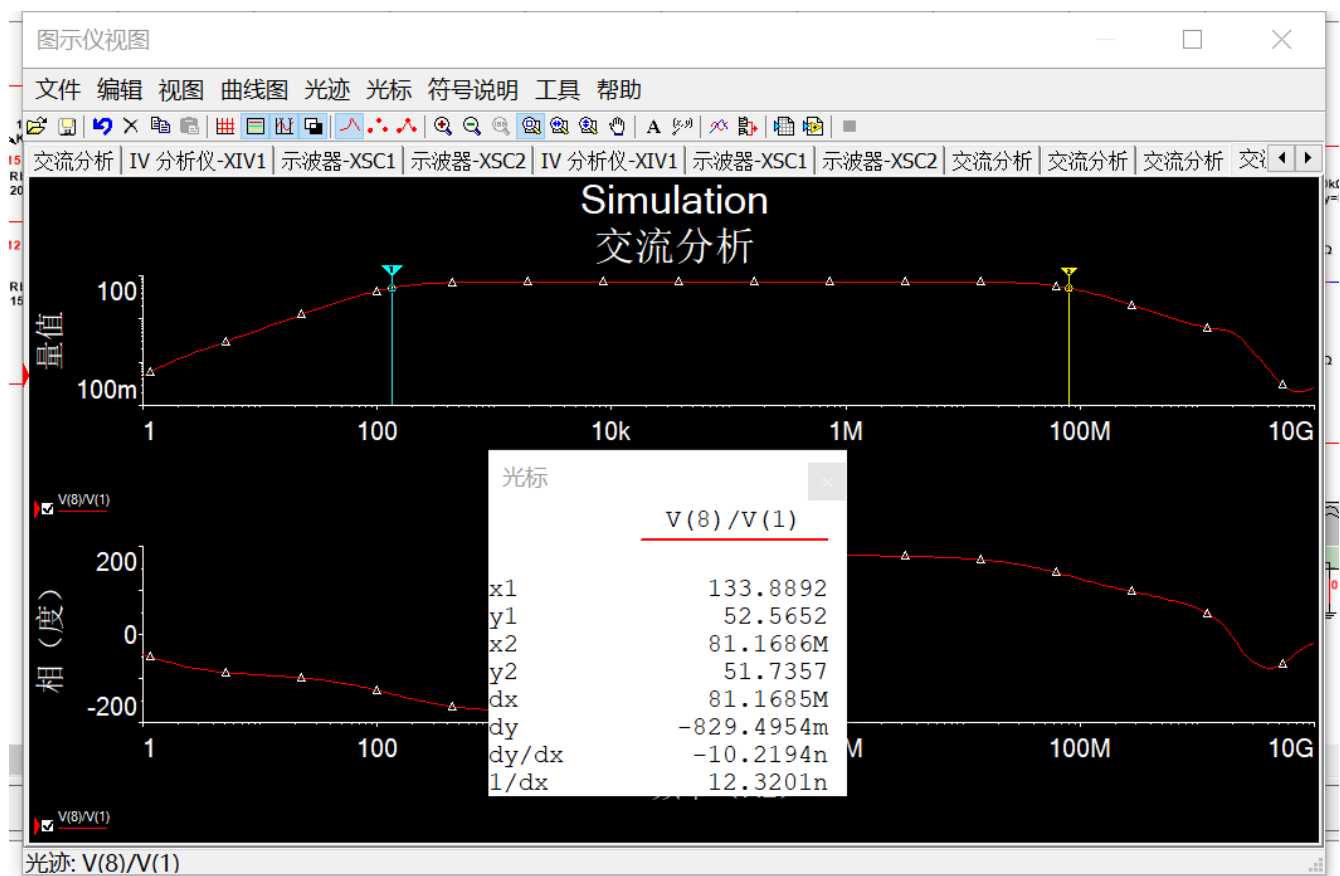 图示仪视图
文件 编辑 视图 曲线图 光迹 光标 符号说明 工具 帮助
交流分析 IV 分析仪-XIV1 示波器-XSC1 示波器-XSC2 IV 分析仪-XIV1 示波器-XSC1 示波器-XSC2 交流分析 交流分析 交流分析
Simulation
交流分析
量值
100
100m
1 100 10k 1M 100M 10G
V(8)/V(1)
相（度）
200
0
-200
1 100 100M 10G
V(8)/V(1)
光标
V(8)/V(1)
x1 133.8892
y1 52.5652
x2 81.1686M
y2 51.7357
dx 81.1685M
dy -829.4954m
dy/dx -10.2194n
1/dx 12.3201n
光迹: V(8)/V(1)